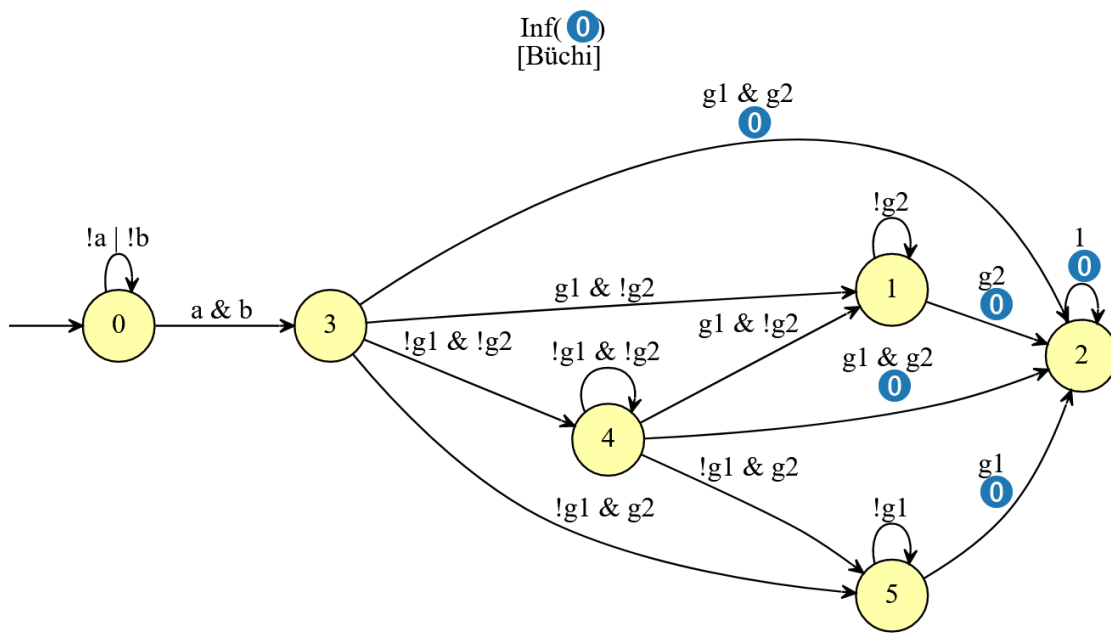 Inf( 0 )
[Büchi]
g1 & g2
0
!a | !b
!g2
1
0
g1 & !g2
g2
0
a & b
0
3
1
g1 & !g2
!g1 & !g2
!g1 & !g2
g1 & g2
0
2
4
!g1 & g2
g1
0
!g1 & g2
!g1
5